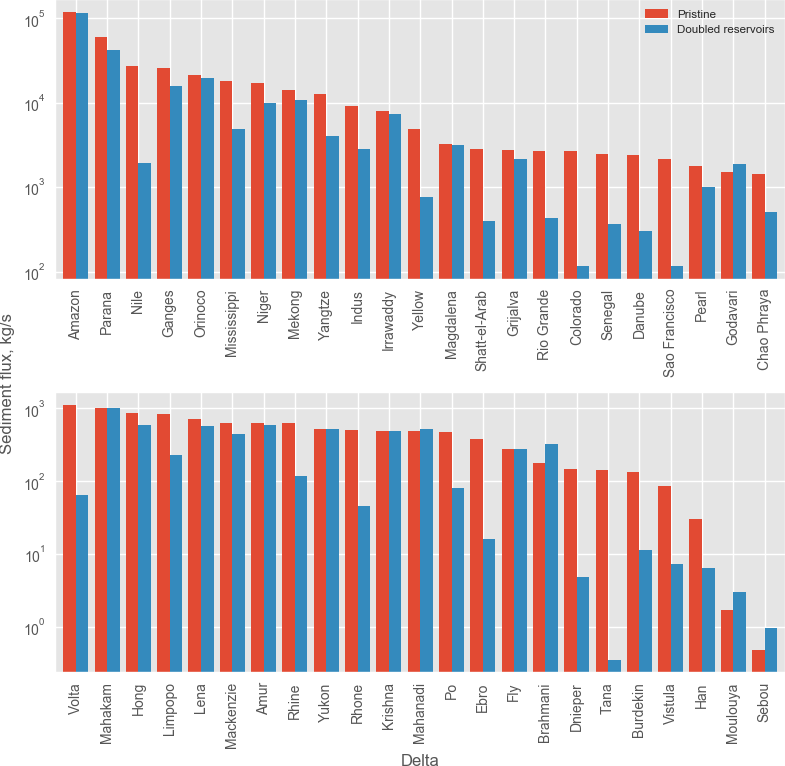 Pristine
Doubled reservoirs
10^5
10^4
10^3
10^2
Amazon
Parana
Nile
Ganges
Orinoco
Mississippi
Niger
Mekong
Yangtze
Indus
Irrawaddy
Yellow
Magdalena
Shatt-el-Arab
Grijalva
Rio Grande
Colorado
Senegal
Danube
Sao Francisco
Pearl
Godavari
Chao Phraya
Sediment flux, kg/s
10^3
10^2
10^1
10^0
Volta
Mahakam
Hong
Limpopo
Lena
Mackenzie
Amur
Rhine
Yukon
Rhone
Krishna
Mahanadi
Po
Ebro
Fly
Brahmani
Dnieper
Tana
Burdekin
Vistula
Han
Moulouya
Sebou
Delta